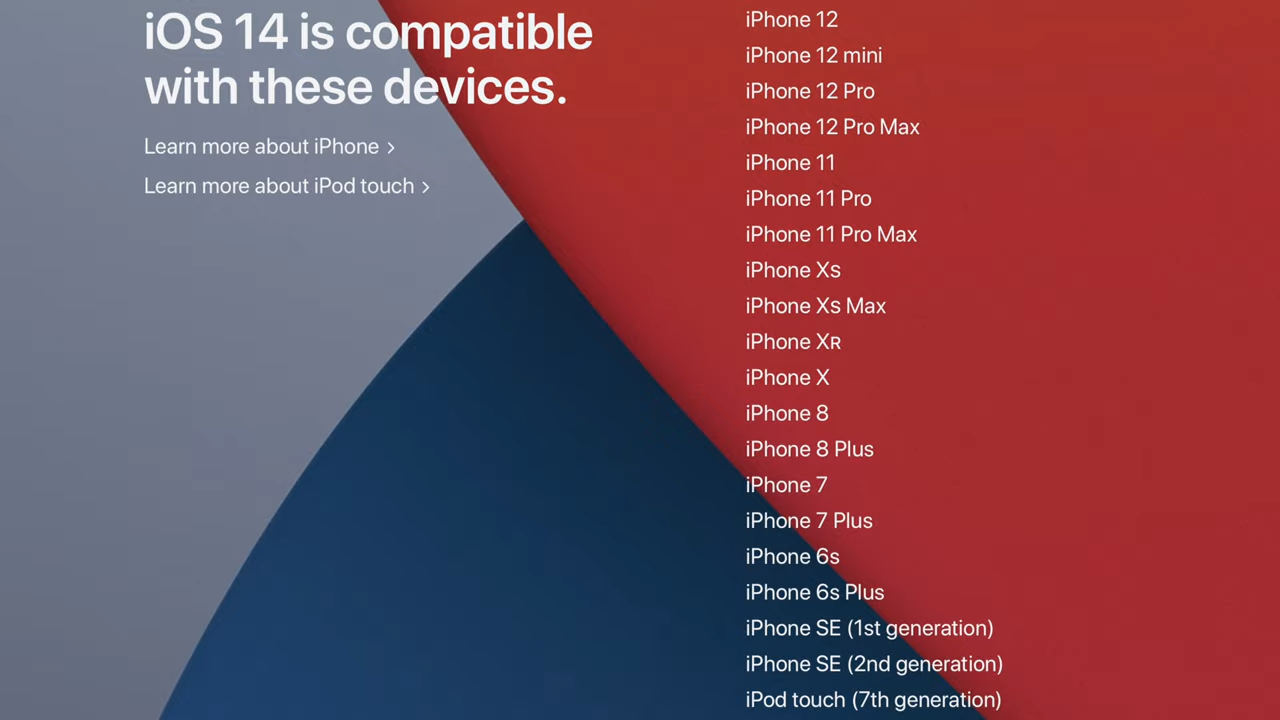 iOS 14 is compatible
with these devices.
Learn more about iPhone >
Learn more about iPod touch >
iPhone 12
iPhone 12 mini
iPhone 12 Pro
iPhone 12 Pro Max
iPhone 11
iPhone 11 Pro
iPhone 11 Pro Max
iPhone Xs
iPhone Xs Max
iPhone XR
iPhone X
iPhone 8
iPhone 8 Plus
iPhone 7
iPhone 7 Plus
iPhone 6s
iPhone 6s Plus
iPhone SE (1st generation)
iPhone SE (2nd generation)
iPod touch (7th generation)